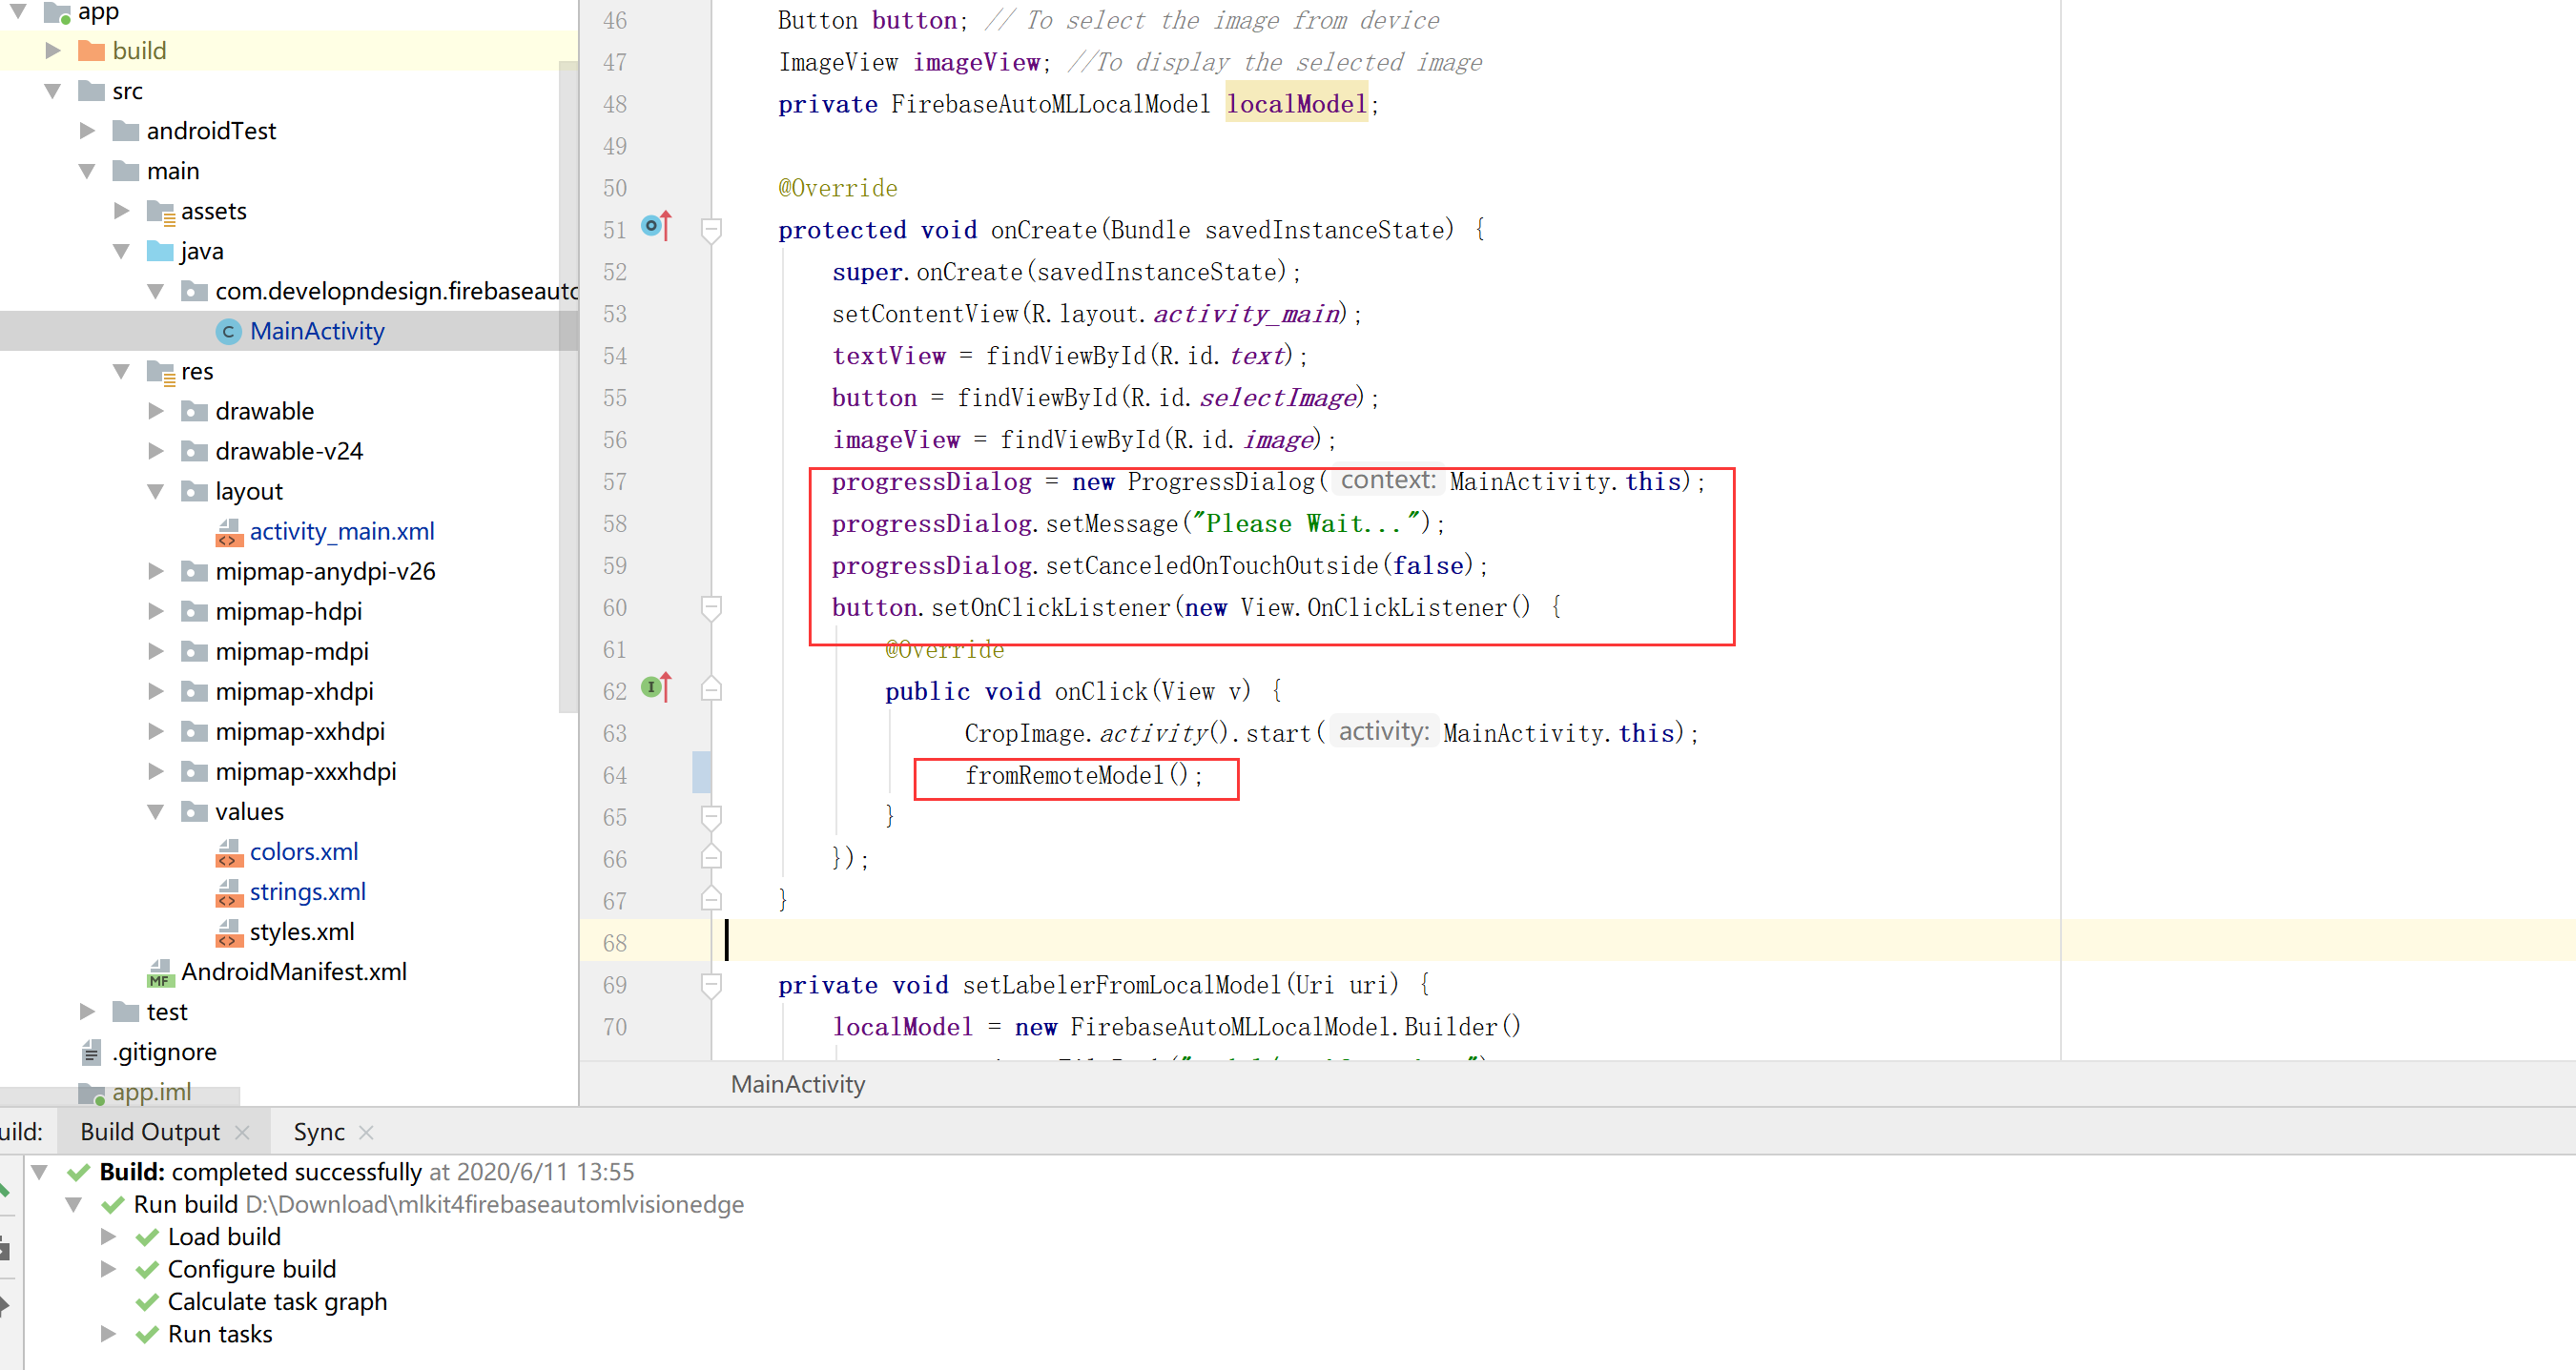 app
build
src
androidTest
main
assets
java
com.developndesign.firebaseauto
MainActivity
res
drawable
drawable-v24
layout
activity_main.xml
mipmap-anydpi-v26
mipmap-hdpi
mipmap-mdpi
mipmap-xhdpi
mipmap-xxhdpi
mipmap-xxxhdpi
values
colors.xml
strings.xml
styles.xml
MF AndroidManifest.xml
test
.gitignore
app.iml
46 Button button; // To select the image from device
47 ImageView imageView; //To display the selected image
48 private FirebaseAutoMLLocalModel localModel;
49
50 @Override
51 protected void onCreate(Bundle savedInstanceState) {
52 super.onCreate(savedInstanceState);
53 setContentView(R.layout.activity_main);
54 textView = findViewById(R.id.text);
55 button = findViewById(R.id.selectImage);
56 imageView = findViewById(R.id.image);
57 progressDialog = new ProgressDialog( context: MainActivity.this);
58 progressDialog.setMessage("Please Wait...");
59 progressDialog.setCanceledOnTouchOutside(false);
60 button.setOnClickListener(new View.OnClickListener() {
61 @Override
62 public void onClick(View v) {
63 CropImage.activity().start( activity: MainActivity.this);
64 fromRemoteModel();
65 }
66 });
67 }
68
69 private void setLabelerFromLocalModel(Uri uri) {
70 localModel = new FirebaseAutoMLLocalModel.Builder()
MainActivity
uild: Build Output Sync
Build: completed successfully at 2020/6/11 13:55
Run build D:\Download\mlkit4firebaseautomlvisionedge
Load build
Configure build
Calculate task graph
Run tasks